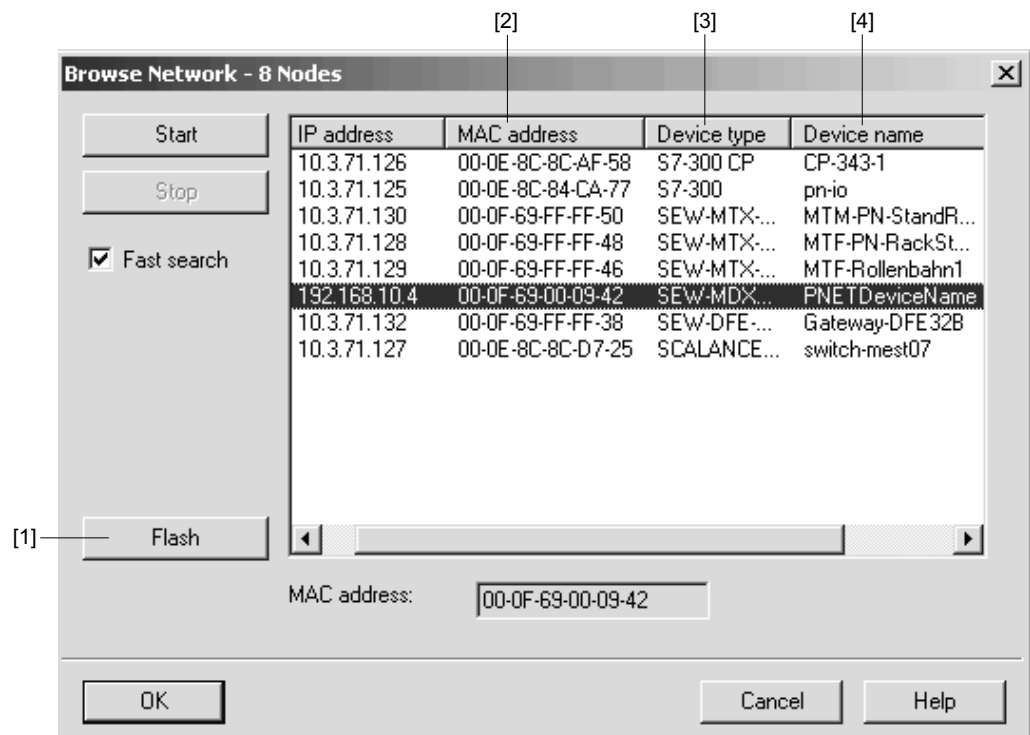 [2] [3] [4]
Browse Network - 8 Nodes
Start
Stop
Fast search
IP address MAC address Device type Device name
10.3.71.126 00-0E-8C-8C-AF-58 S7-300 CP CP-343-1
10.3.71.125 00-0E-8C-84-CA-77 S7-300 pn-io
10.3.71.130 00-0F-69-FF-FF-50 SEW-MTX-... MTM-PN-StandR...
10.3.71.128 00-0F-69-FF-FF-48 SEW-MTX-... MTF-PN-RackSt...
10.3.71.129 00-0F-69-FF-FF-46 SEW-MTX-... MTF-Rollenbahn1
192.168.10.4 00-0F-69-00-09-42 SEW-MDX... PNETDeviceName
10.3.71.132 00-0F-69-FF-FF-38 SEW-DFE-... Gateway-DFE32B
10.3.71.127 00-0E-8C-8C-D7-25 SCALANCE... switch-mest07
[1] Flash
MAC address: 00-0F-69-00-09-42
OK Cancel Help